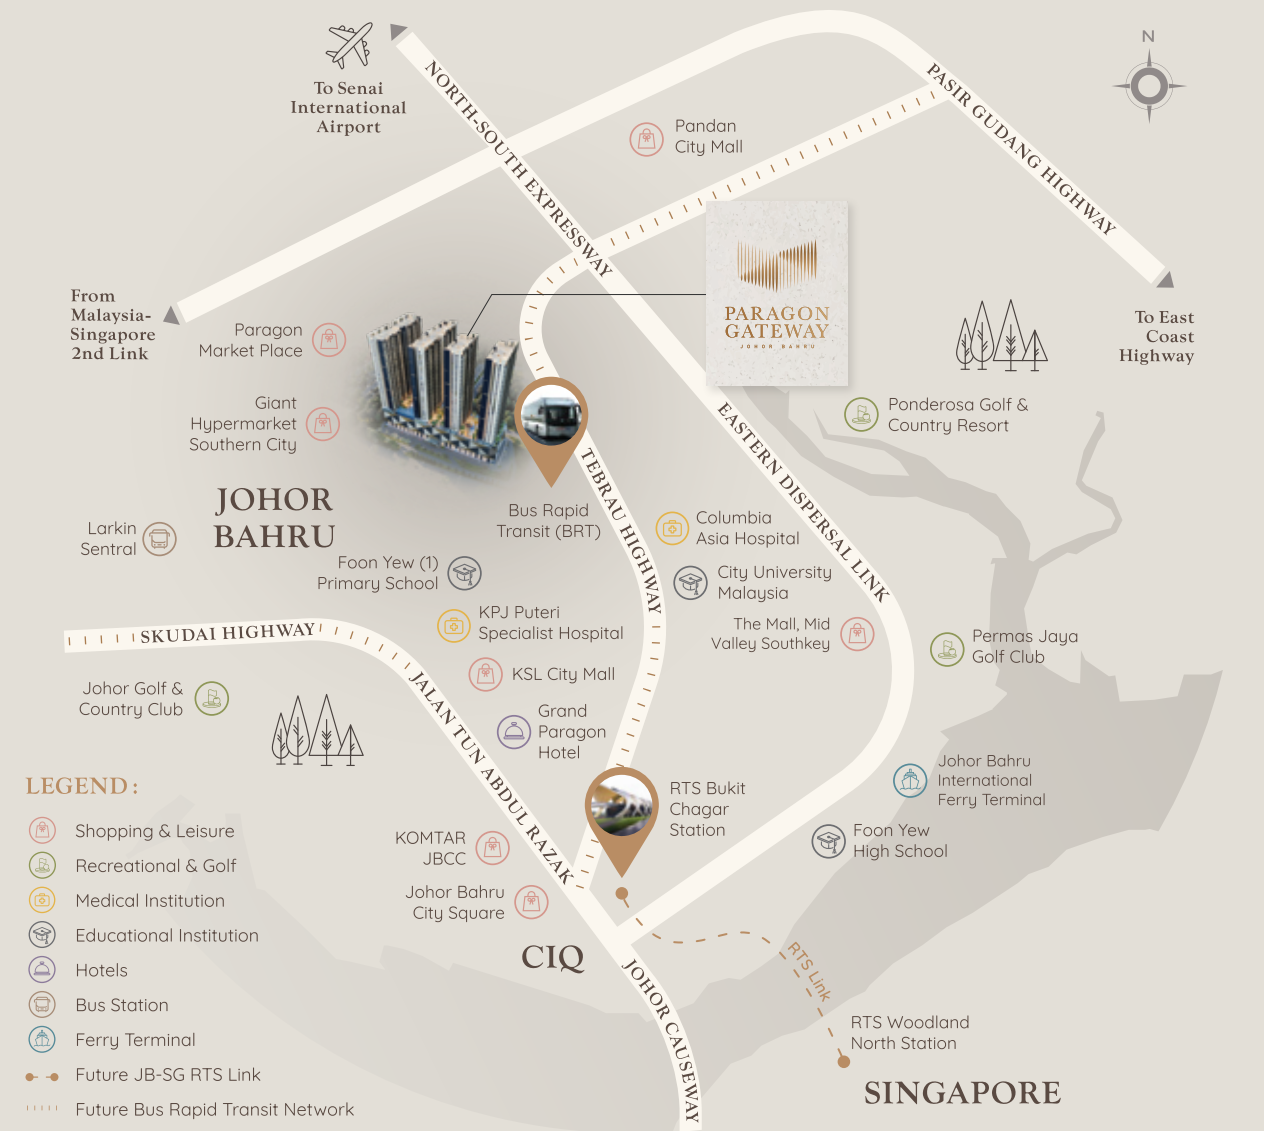 N
To Senai
International
Airport
NORTH-SOUTH EXPRESSWAY
PASIR GUDANG HIGHWAY
Pandan
City Mall
From
Malaysia-
Singapore
2nd Link
Paragon
Market Place
PARAGON
GATEWAY
JOHOR BAHRU
To East
Coast
Highway
Giant
Hypermarket
Southern City
Ponderosa Golf &
Country Resort
EASTERN DISPERSAL LINK
TEBRAU HIGHWAY
JOHOR
BAHRU
Larkin
Sentral
Bus Rapid
Transit (BRT)
Columbia
Asia Hospital
Foon Yew (1)
Primary School
City University
Malaysia
KPJ Puteri
Specialist Hospital
The Mall, Mid
Valley Southkey
Permas Jaya
Golf Club
SKUDAI HIGHWAY
KSL City Mall
Johor Golf &
Country Club
JALAN TUN ABDUL RAZAK
Grand
Paragon
Hotel
RTS Bukit
Chagar
Station
Johor Bahru
International
Ferry Terminal
Foon Yew
High School
KOMTAR
JBCC
Johor Bahru
City Square
CIQ
JOHOR CAUSEWAY
RTS Link
RTS Woodland
North Station
SINGAPORE
LEGEND :
Shopping & Leisure
Recreational & Golf
Medical Institution
Educational Institution
Hotels
Bus Station
Ferry Terminal
Future JB-SG RTS Link
Future Bus Rapid Transit Network